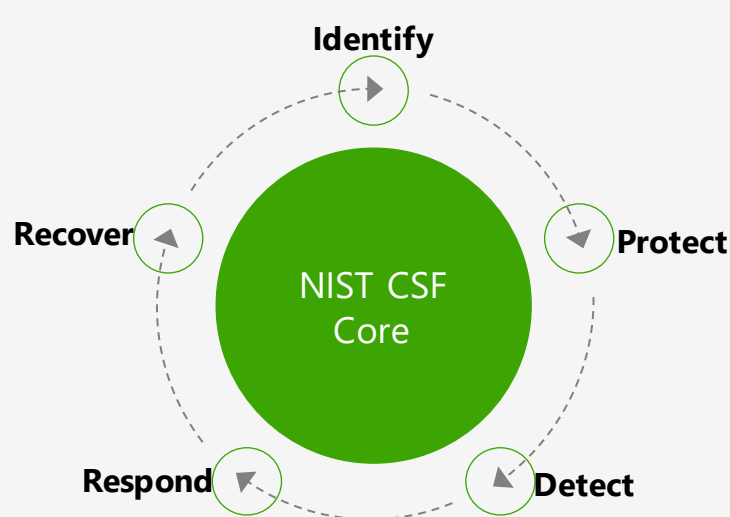 Identify
Recover
Protect
NIST CSF
Core
Respond
Detect